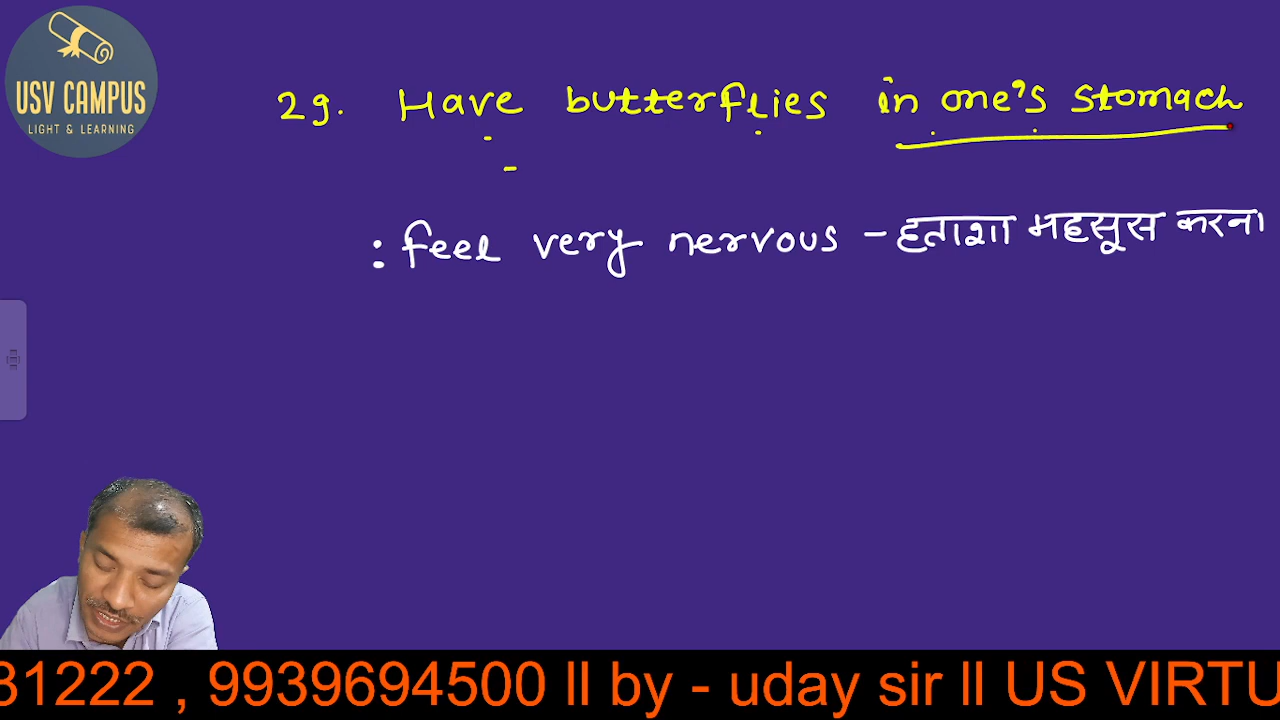 USV CAMPUS
LIGHT & LEARNING
29. Have butterflies in one's stomach
: feel very nervous - हताशा महसूस करना
81222 , 9939694500 ll by - uday sir ll US VIRTU